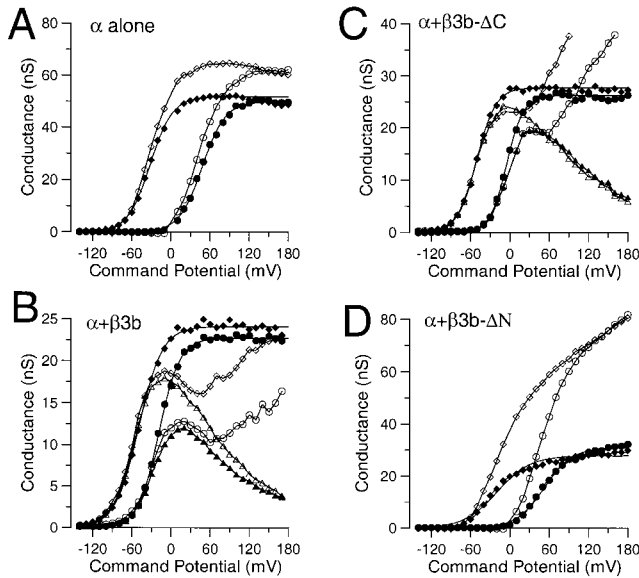 A
α alone
80
60
40
20
0
Conductance (nS)
-120 -60 0 60 120 180
Command Potential (mV)
B
α+β3b
25
20
15
10
5
0
Conductance (nS)
-120 -60 0 60 120 180
Command Potential (mV)
C
α+β3b-ΔC
40
30
20
10
0
Conductance (nS)
-120 -60 0 60 120 180
Command Potential (mV)
D
α+β3b-ΔN
80
60
40
20
0
Conductance (nS)
-120 -60 0 60 120 180
Command Potential (mV)